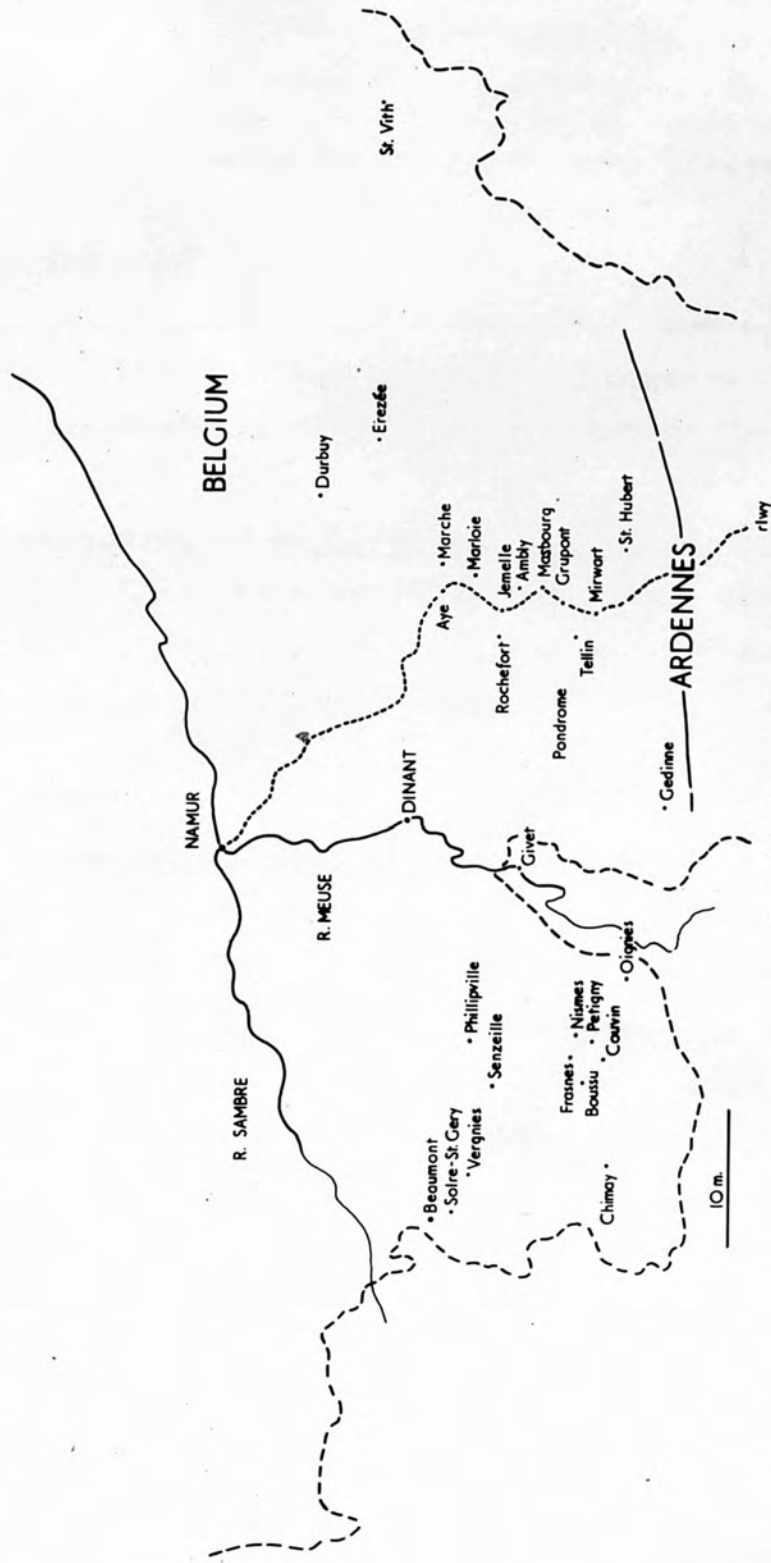 BELGIUM
St. Vith
NAMUR
R. SAMBRE
R. MEUSE
Durbuy
Erezée
DINANT
Aye
Marche
Marloie
Beaumont
Solre-St. Gery
Vergnies
Phillipville
Senzeille
Rochefort
Jemelle
Ambly
Masbourg
Grupont
Givet
Pondrome
Tellin
Mirwart
St. Hubert
Frasnes
Nismes
Boussu
Petigny
Couvin
Chimay
Oignies
Gedinne
ARDENNES
rlwy
10 m.